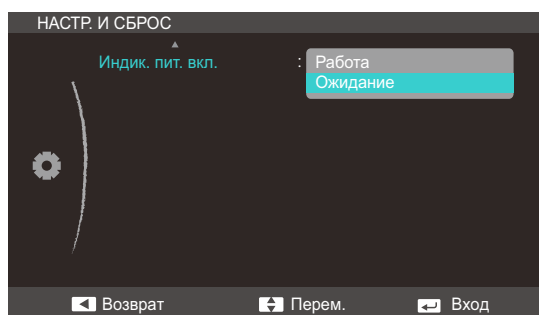 НАСТР. И СБРОС
Индик. пит. вкл. : Работа
Ожидание
Возврат Перем. Вход